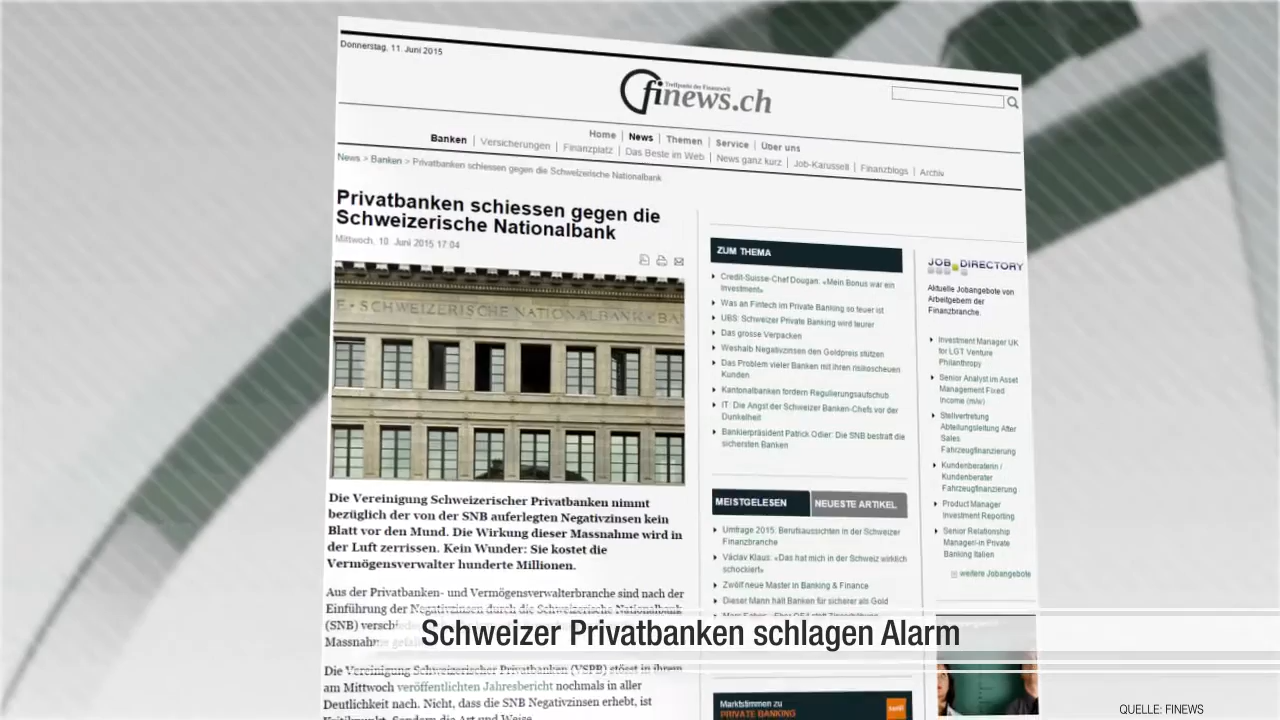 Donnerstag, 11. Juni 2015
Treffpunkt der Finanzwelt
finews.ch
Home | News | Themen | Service | Über uns
Banken | Versicherungen | Finanzplatz | Das Beste im Web | News ganz kurz | Job-Karussell | Finanzblogs | Archiv
News > Banken > Privatbanken schiessen gegen die Schweizerische Nationalbank
Privatbanken schiessen gegen die
Schweizerische Nationalbank
Mittwoch, 10. Juni 2015 17:04
E • SCHWEIZERISCHE NATIONALBANK • BAN
Die Vereinigung Schweizerischer Privatbanken nimmt
bezüglich der von der SNB auferlegten Negativzinsen kein
Blatt vor den Mund. Die Wirkung dieser Massnahme wird in
der Luft zerrissen. Kein Wunder: Sie kostet die
Vermögensverwalter hunderte Millionen.
Aus der Privatbanken- und Vermögensverwalterbranche sind nach der
Einführung der Negativzinsen durch die Schweizerische Nationalbank
(SNB)
Die Vereinigung Schweizerischer Privatbanken (VSPB) stösst in ihrem
am Mittwoch veröffentlichten Jahresbericht nochmals in aller
Deutlichkeit nach. Nicht, dass die SNB Negativzinsen erhebt, ist
ZUM THEMA
Credit-Suisse-Chef Dougan: «Mein Bonus war ein
Investment»
Was an Fintech im Private Banking so teuer ist
UBS: Schweizer Private Banking wird teurer
Das grosse Verpacken
Weshalb Negativzinsen den Goldpreis stützen
Das Problem vieler Banken mit ihren risikoscheuen
Kunden
Kantonalbanken fordern Regulierungsaufschub
IT: Die Angst der Schweizer Banken-Chefs vor der
Dunkelheit
Bankierpräsident Patrick Odier: Die SNB bestraft die
sichersten Banken
MEISTGELESEN
NEUESTE ARTIKEL
Umfrage 2015: Berufsaussichten in der Schweizer
Finanzbranche
Václav Klaus: «Das hat mich in der Schweiz wirklich
schockiert»
Zwölf neue Master in Banking & Finance
Dieser Mann hält Banken für sicherer als Gold
Marktstimmen zu
PRIVATE BANKING
JOB DIRECTORY
Aktuelle Jobangebote von
Arbeitgebern der
Finanzbranche.
Investment Manager UK
for LGT Venture
Philanthropy
Senior Analyst im Asset
Management Fixed
Income (m/w)
Stellvertretung
Abteilungsleitung After
Sales
Fahrzeugfinanzierung
Kundenberaterin /
Kundenberater
Fahrzeugfinanzierung
Product Manager
Investment Reporting
Senior Relationship
Manager/-in Private
Banking Italien
weitere Jobangebote
Schweizer Privatbanken schlagen Alarm
QUELLE: FINEWS